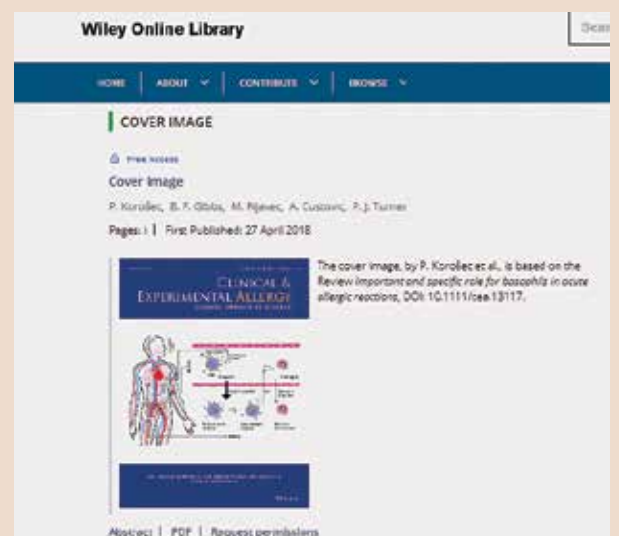 Wiley Online Library
HOME ABOUT CONTRIBUTE BROWSE
COVER IMAGE
Free Access
Cover Image
P. Korošec, B. F. Gibbs, M. Rijavec, A. Custovic, P. J. Turner
Pages: i | First Published: 27 April 2018
CLINICAL &
EXPERIMENTAL ALLERGY
The cover image, by P. Korošec et al., is based on the
Review Important and specific role for basophils in acute
allergic reactions, DOI: 10.1111/cea.13117.
Abstract | PDF | Request permissions